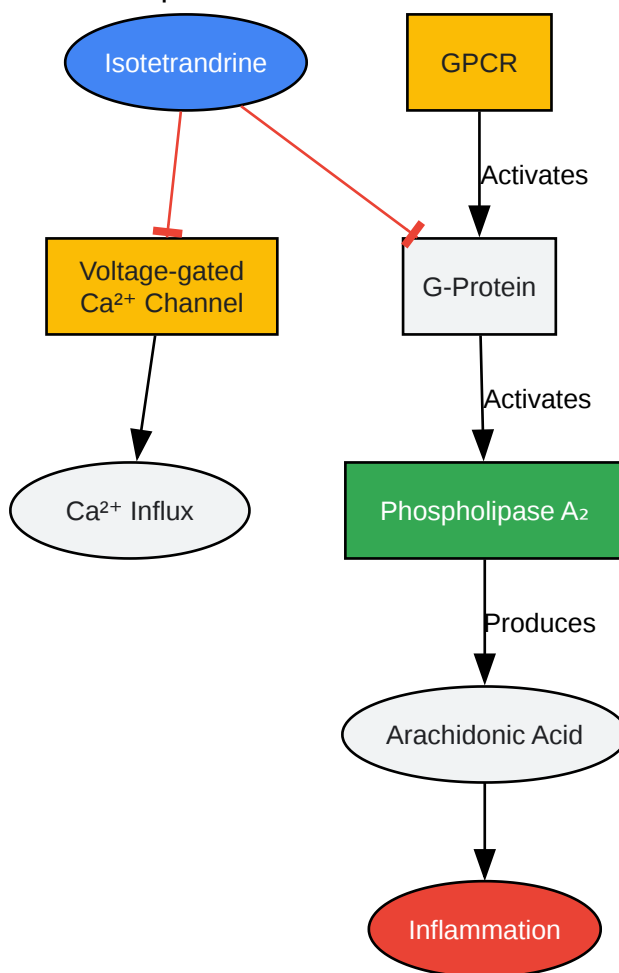 Isotetrandrine
GPCR
Activates
Voltage-gated
Ca²⁺ Channel
G-Protein
Activates
Ca²⁺ Influx
Phospholipase A₂
Produces
Arachidonic Acid
Inflammation